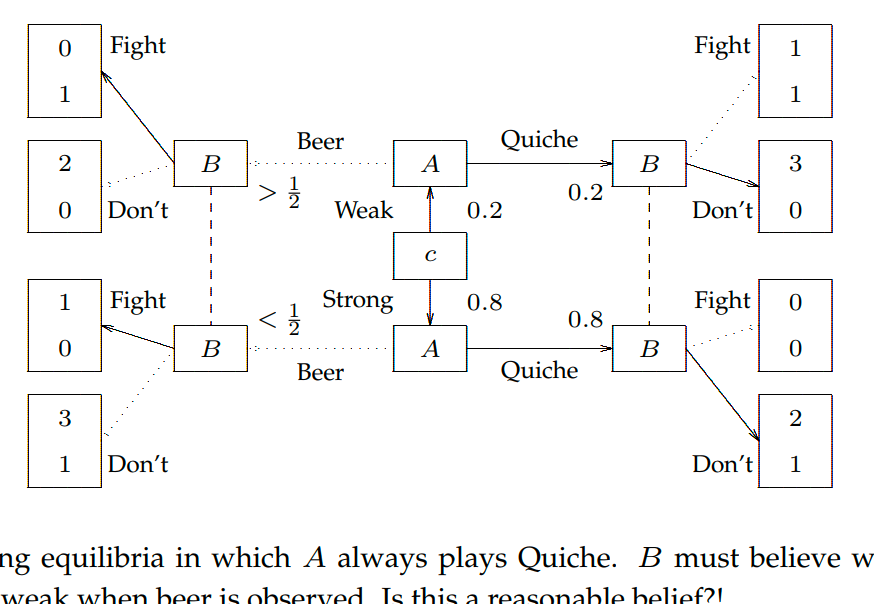 0 Fight Fight 1
1 1
Beer Quiche
2 B A B 3
> 1/2 0.2
0 Don't Weak 0.2 Don't 0
c
1 Fight Strong 0.8 Fight 0
< 1/2 0.8
0 B A B 0
Beer Quiche
3 2
1 Don't Don't 1
ng equilibria in which A always plays Quiche. B must believe w
weak when beer is observed. Is this a reasonable belief?!